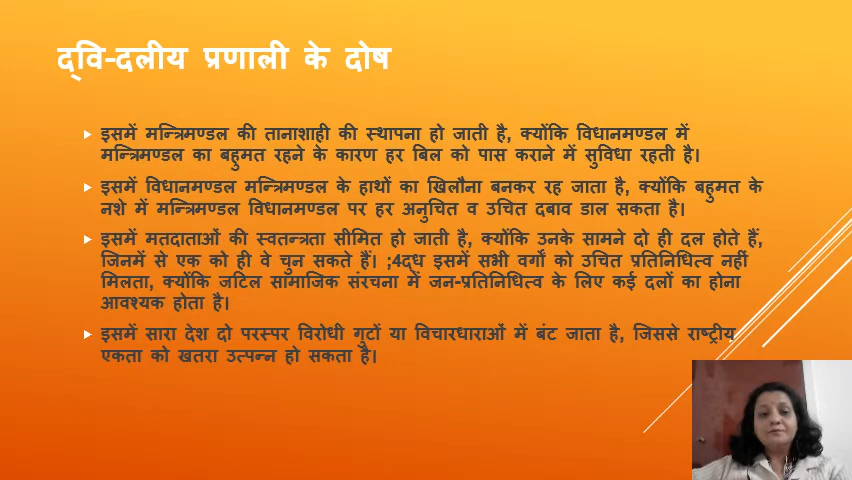 द्वि-दलीय प्रणाली के दोष
इसमें मन्त्रिमण्डल की तानाशाही की स्थापना हो जाती है, क्योंकि विधानमण्डल में
मन्त्रिमण्डल का बहुमत रहने के कारण हर बिल को पास कराने में सुविधा रहती है।
इसमें विधानमण्डल मन्त्रिमण्डल के हाथों का खिलौना बनकर रह जाता है, क्योंकि बहुमत के
नशे में मन्त्रिमण्डल विधानमण्डल पर हर अनुचित व उचित दबाव डाल सकता है।
इसमें मतदाताओं की स्वतन्त्रता सीमित हो जाती है, क्योंकि उनके सामने दो ही दल होते हैं,
जिनमें से एक को ही वे चुन सकते हैं। ;4द्ध इसमें सभी वर्गों को उचित प्रतिनिधित्व नहीं
मिलता, क्योंकि जटिल सामाजिक संरचना में जन-प्रतिनिधित्व के लिए कई दलों का होना
आवश्यक होता है।
इसमें सारा देश दो परस्पर विरोधी गुटों या विचारधाराओं में बंट जाता है, जिससे राष्ट्रीय
एकता को खतरा उत्पन्न हो सकता है।